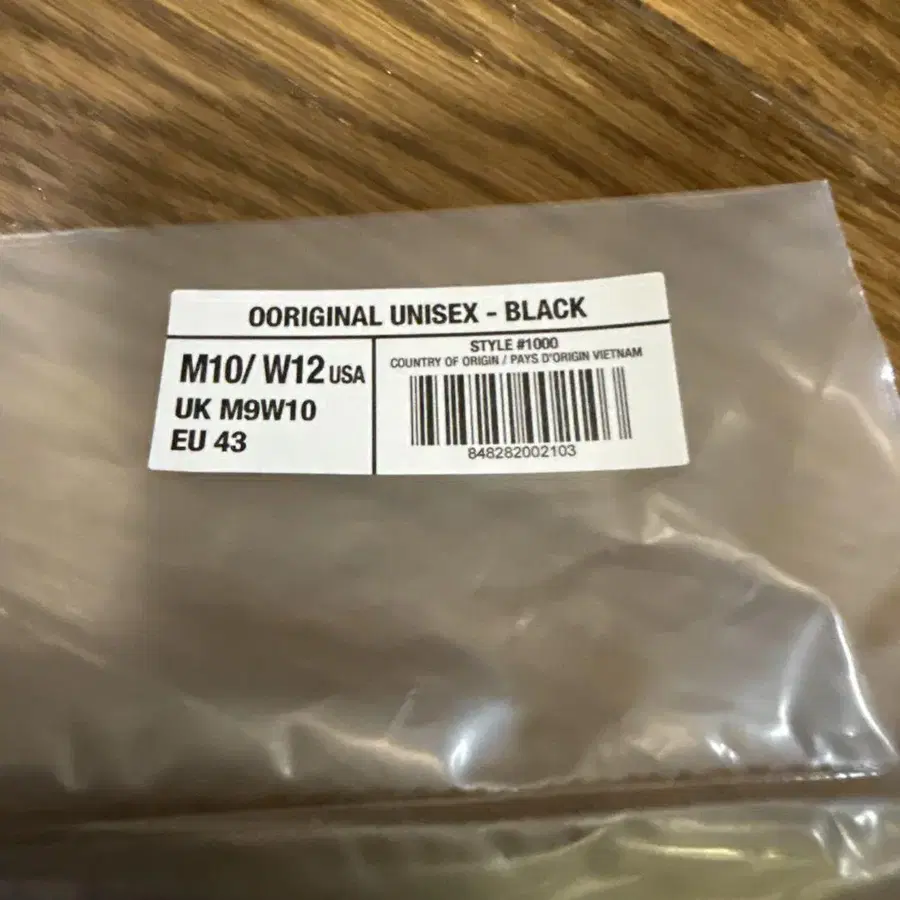 OORIGINAL UNISEX - BLACK
M10/ W12 USA
UK M9W10
EU 43
STYLE #1000
COUNTRY OF ORIGIN / PAYS D'ORIGIN VIETNAM
848282002103